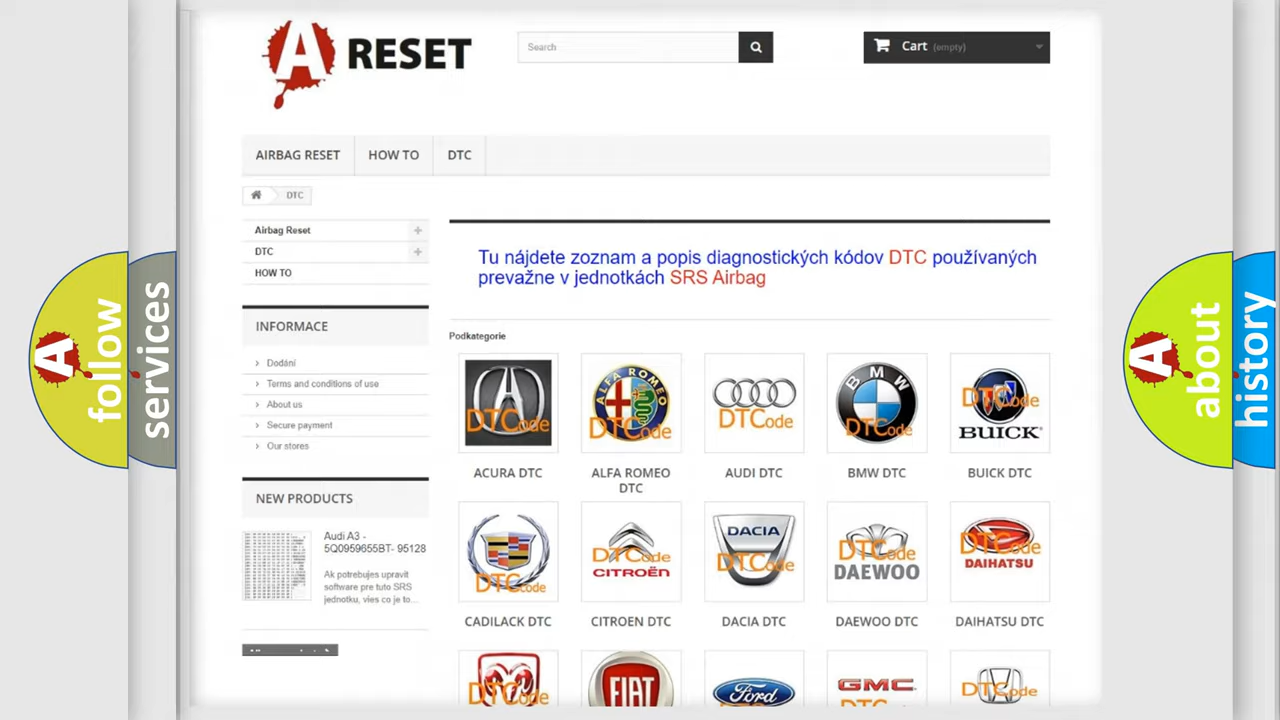 A RESET
Search
Cart (empty)
AIRBAG RESET
HOW TO
DTC
DTC
Airbag Reset
DTC
HOW TO
INFORMACE
Dodání
Terms and conditions of use
About us
Secure payment
Our stores
NEW PRODUCTS
Audi A3 -
5Q0959655BT- 95128
Ak potrebujes upravit
software pre tuto SRS
jednotku, vies co je to...
Tu nájdete zoznam a popis diagnostických kódov DTC používaných
prevažne v jednotkách SRS Airbag
Podkategorie
DTCode
ALFA ROMEO
DTCode
DTCode
BMW
DTCode
DTCode
BUICK
ACURA DTC
ALFA ROMEO
DTC
AUDI DTC
BMW DTC
BUICK DTC
DTCode
DTCode
CITROËN
DACIA
DTCode
DTCode
DAEWOO
DTCode
DAIHATSU
CADILACK DTC
CITROEN DTC
DACIA DTC
DAEWOO DTC
DAIHATSU DTC
DTCode
FIAT
Ford
GMC
DTCode
A follow
services
A about
history